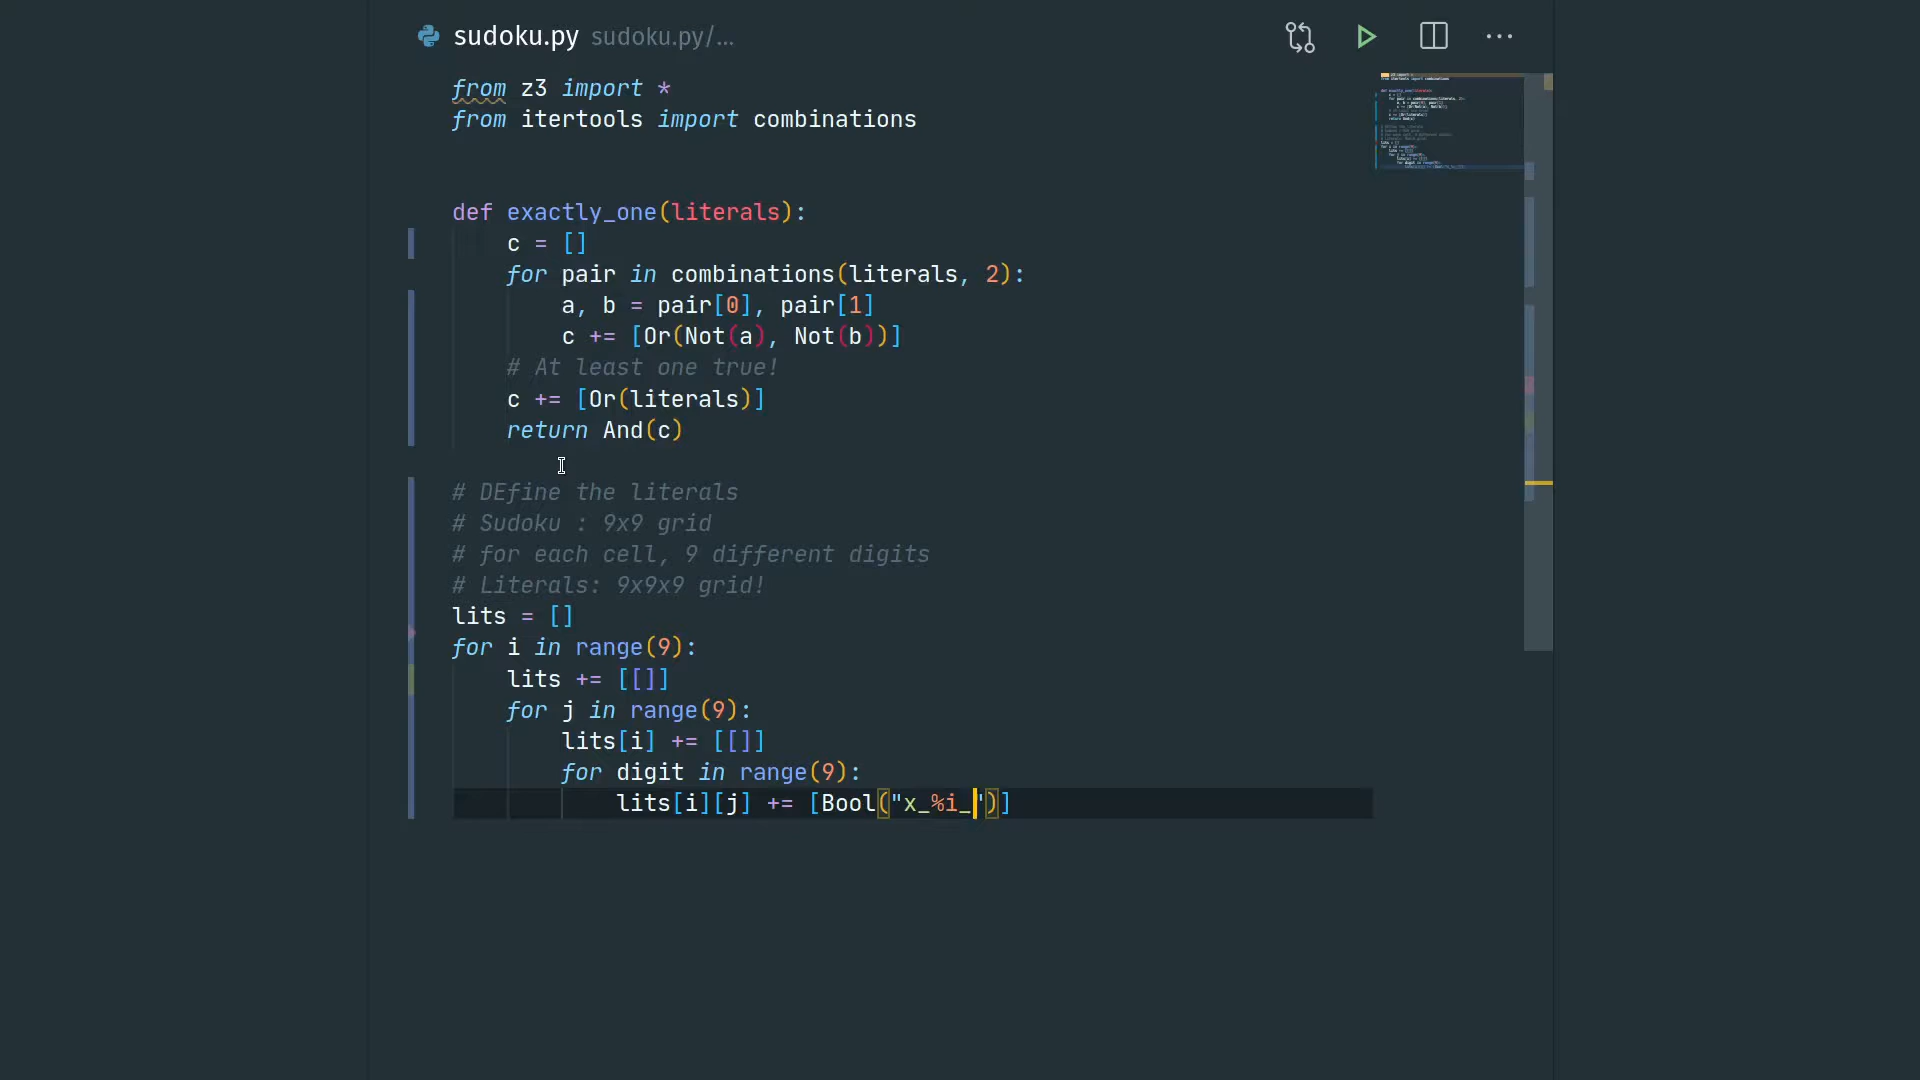 sudoku.py sudoku.py/...
from z3 import *
from itertools import combinations
def exactly_one(literals):
    c = []
    for pair in combinations(literals, 2):
        a, b = pair[0], pair[1]
        c += [Or(Not(a), Not(b))]
    # At least one true!
    c += [Or(literals)]
    return And(c)
# DEfine the literals
# Sudoku : 9x9 grid
# for each cell, 9 different digits
# Literals: 9x9x9 grid!
lits = []
for i in range(9):
    lits += [[]]
    for j in range(9):
        lits[i] += [[]]
        for digit in range(9):
            lits[i][j] += [Bool("x_%i_")]